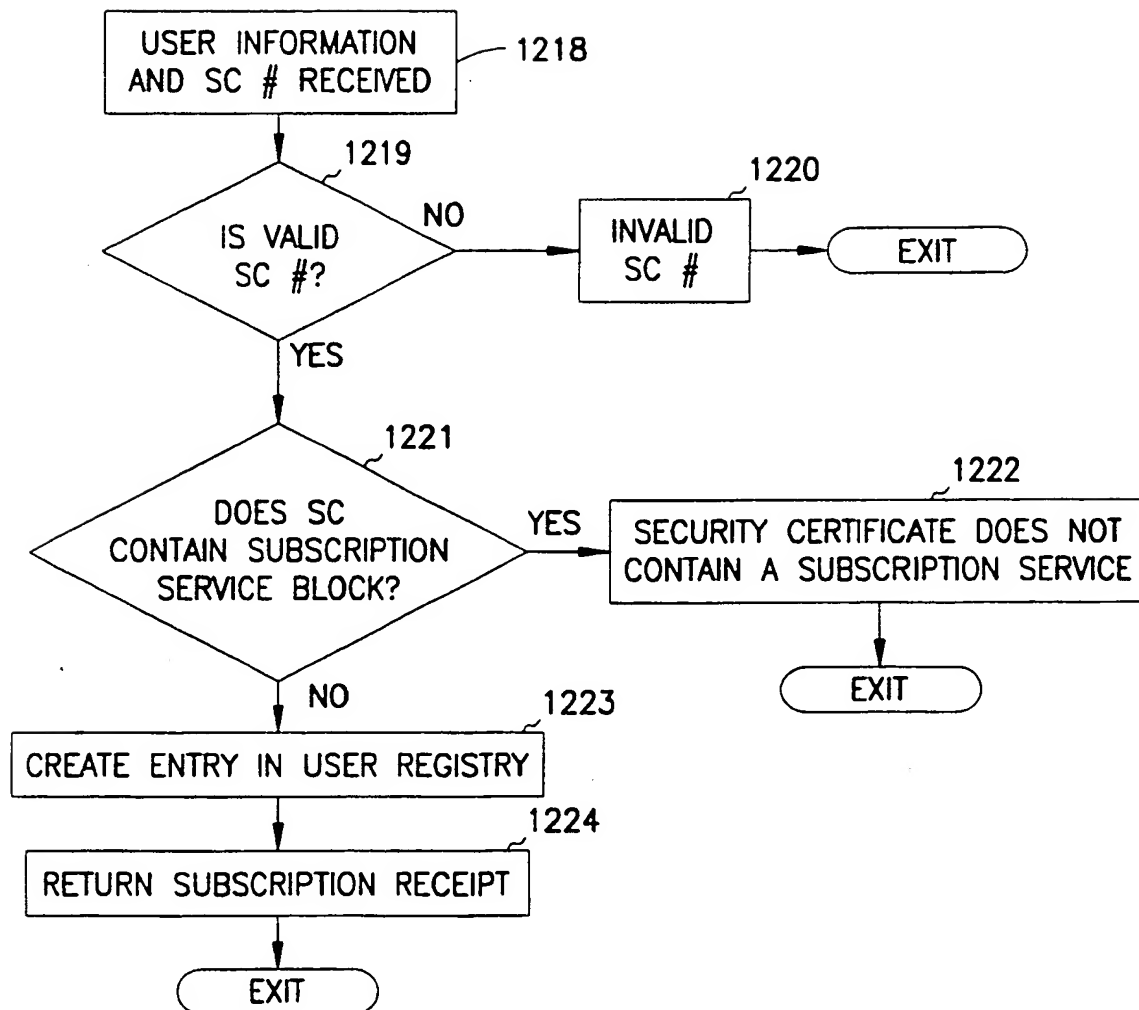 USER INFORMATION
AND SC # RECEIVED
1218
1219
IS VALID
SC #?
NO
1220
INVALID
SC #
EXIT
YES
1221
DOES SC
CONTAIN SUBSCRIPTION
SERVICE BLOCK?
YES
1222
SECURITY CERTIFICATE DOES NOT
CONTAIN A SUBSCRIPTION SERVICE
EXIT
NO
1223
CREATE ENTRY IN USER REGISTRY
1224
RETURN SUBSCRIPTION RECEIPT
EXIT